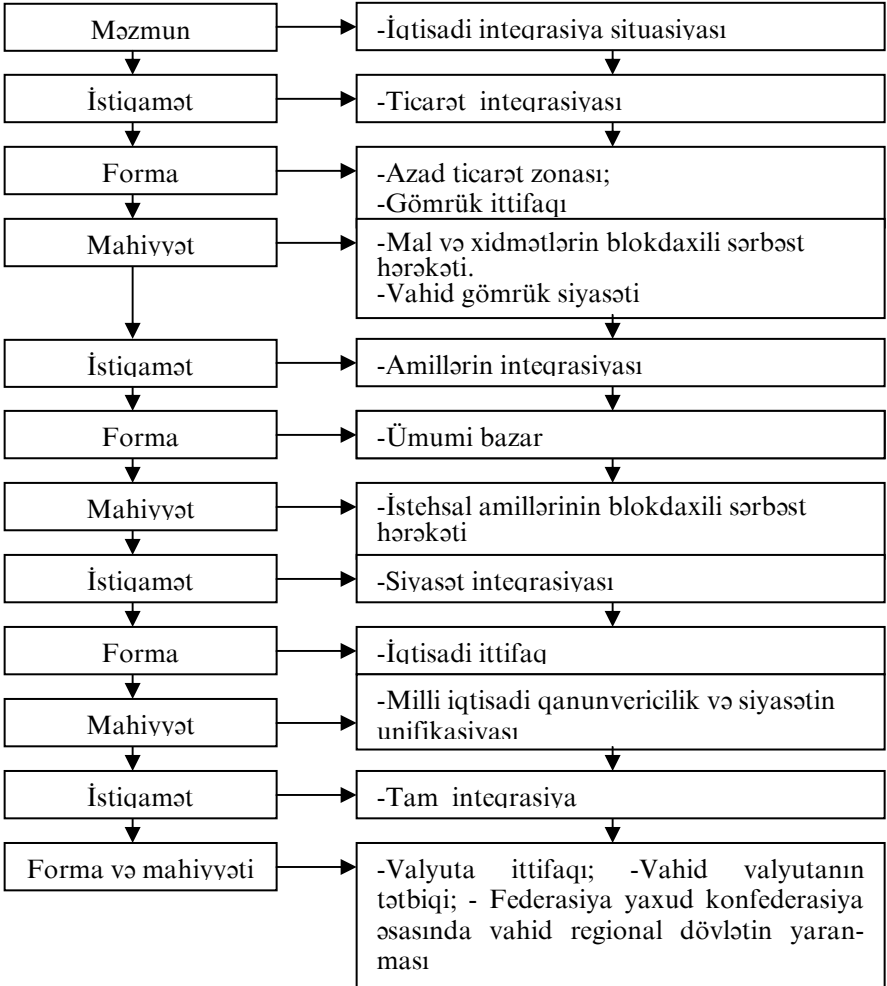 Məzmun
-İqtisadi inteqrasiya situasiyası
İstiqamət
-Ticarət inteqrasiyası
Forma
-Azad ticarət zonası;
-Gömrük ittifaqı
Mahiyyət
-Mal və xidmətlərin blokdaxili sərbəst
hərəkəti.
-Vahid gömrük siyasəti
İstiqamət
-Amillərin inteqrasiyası
Forma
-Ümumi bazar
Mahiyyət
-İstehsal amillərinin blokdaxili sərbəst
hərəkəti
İstiqamət
-Siyasət inteqrasiyası
Forma
-İqtisadi ittifaq
Mahiyyət
-Milli iqtisadi qanunvericilik və siyasətin
unifikasiyası
İstiqamət
-Tam inteqrasiya
Forma və mahiyyəti
-Valyuta ittifaqı; -Vahid valyutanın
tətbiqi; - Federasiya yaxud konfederasiya
əsasında vahid regional dövlətin yaran-
ması